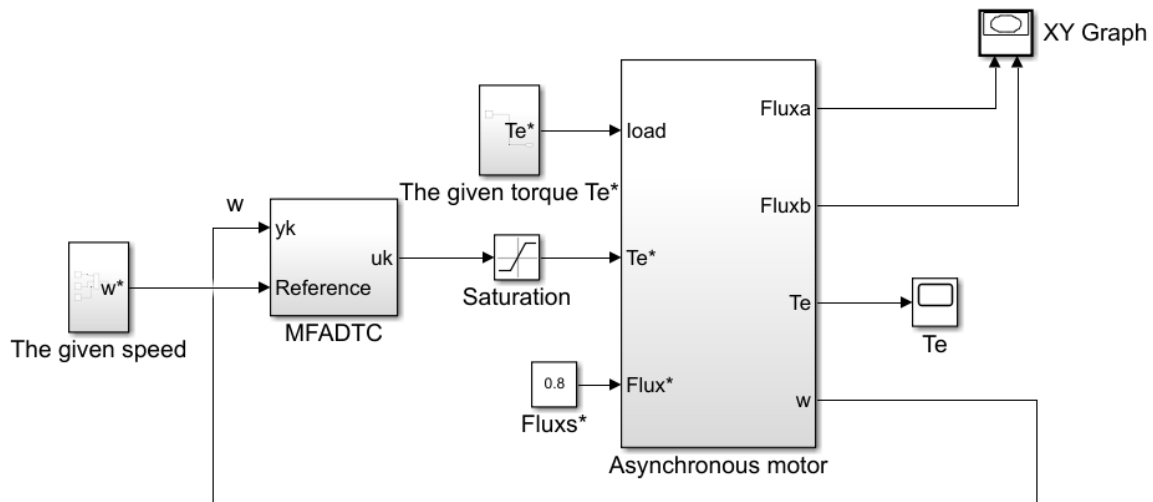 XY Graph
Te*
The given torque Te*
load
Fluxa
Fluxb
w
yk
uk
Reference
MFADTC
w*
The given speed
Saturation
Te*
Te
Te
0.8
Fluxs*
Flux*
w
Asynchronous motor